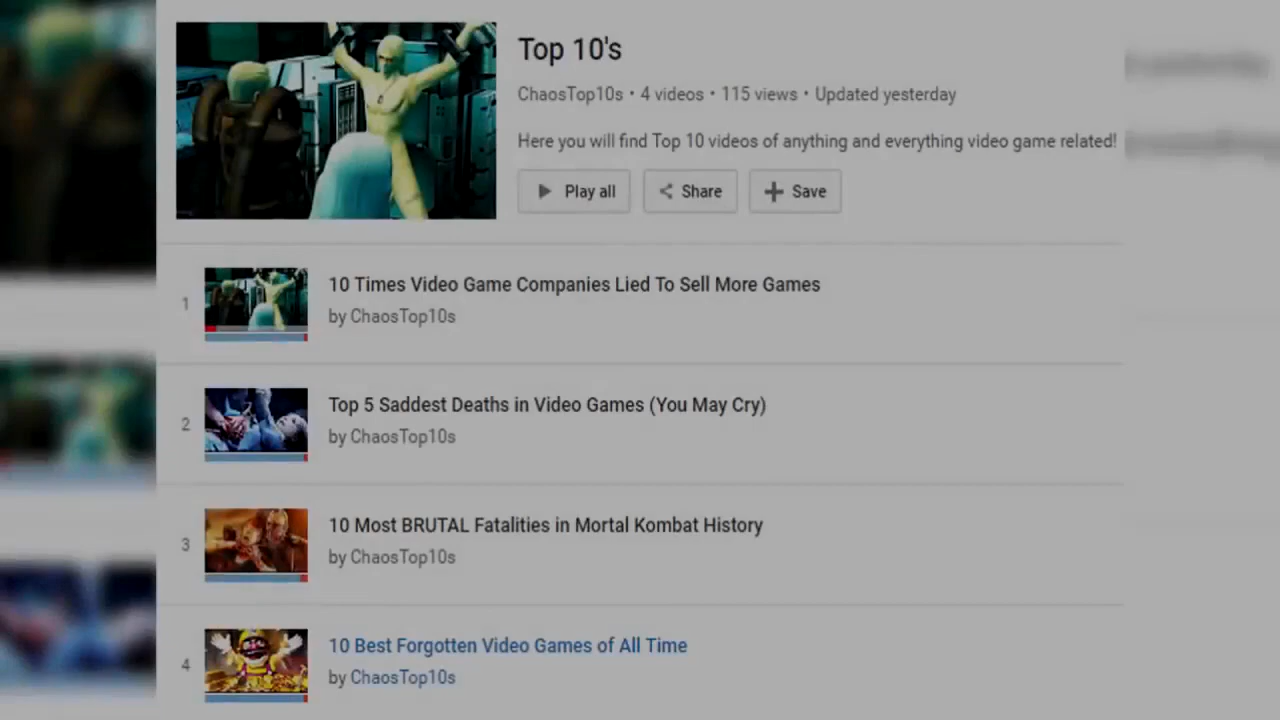 Top 10's
ChaosTop10s • 4 videos • 115 views • Updated yesterday
Here you will find Top 10 videos of anything and everything video game related!
Play all
Share
Save
1
10 Times Video Game Companies Lied To Sell More Games
by ChaosTop10s
2
Top 5 Saddest Deaths in Video Games (You May Cry)
by ChaosTop10s
3
10 Most BRUTAL Fatalities in Mortal Kombat History
by ChaosTop10s
4
10 Best Forgotten Video Games of All Time
by ChaosTop10s